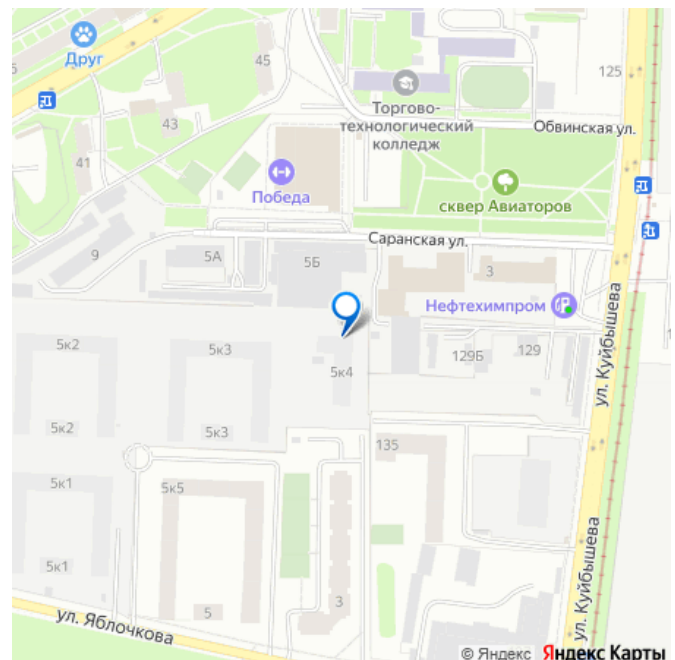 Друг
45
125
Торгово-
технологический
колледж
Обвинская ул.
43
41
Победа
сквер Авиаторов
Саранская ул.
9
5А
5Б
3
Нефтехимпром
ул. Куйбышева
5к2
5к3
5к4
129Б
129
5к2
5к3
135
5к1
5к5
ул. Куйбышева
5к1
5
3
ул. Яблочкова
© Яндекс Яндекс Карты